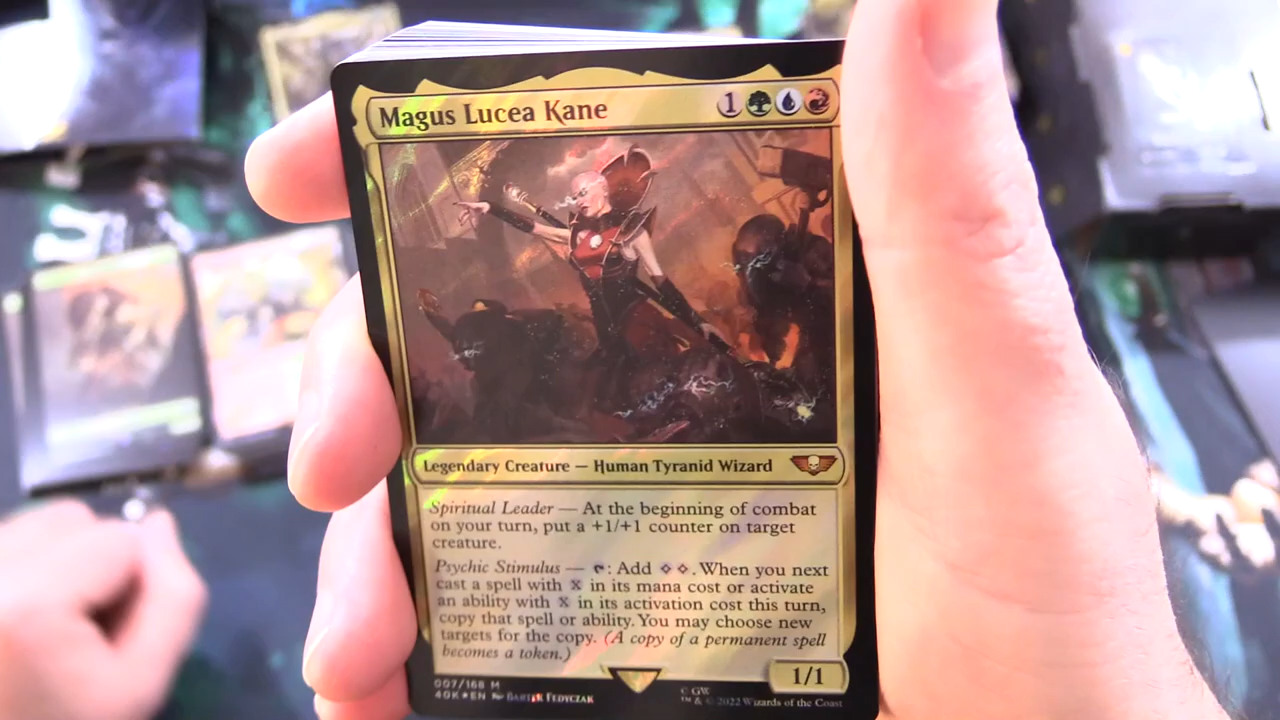 Magus Lucea Kane 1
Legendary Creature — Human Tyranid Wizard
Spiritual Leader — At the beginning of combat
on your turn, put a +1/+1 counter on target
creature.
Psychic Stimulus — : Add . When you next
cast a spell with X in its mana cost or activate
an ability with X in its activation cost this turn,
copy that spell or ability. You may choose new
targets for the copy. (A copy of a permanent spell
becomes a token.)
1/1
007/168 M
40K★EN Bartek Fedyczak
© GW
™ & © 2022 Wizards of the Coast